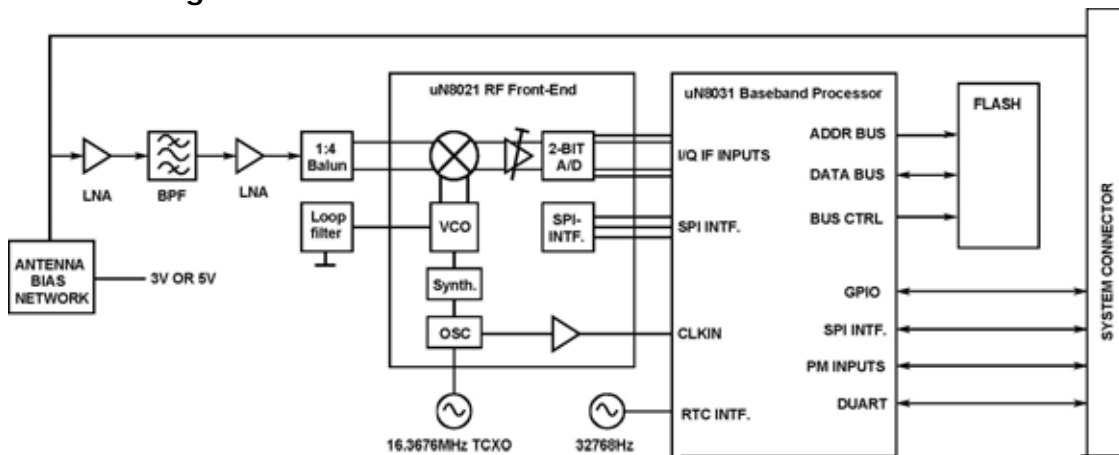 uN8021 RF Front-End
uN8031 Baseband Processor
FLASH
ADDR BUS
1:4
Balun
2-BIT
A/D
I/Q IF INPUTS
DATA BUS
LNA
BPF
LNA
Loop
filter
VCO
SPI-
INTF.
SPI INTF.
BUS CTRL
ANTENNA
BIAS
NETWORK
3V OR 5V
Synth.
GPIO
OSC
CLKIN
SPI INTF.
PM INPUTS
RTC INTF.
DUART
16.3676MHz TCXO
32768Hz
SYSTEM CONNECTOR